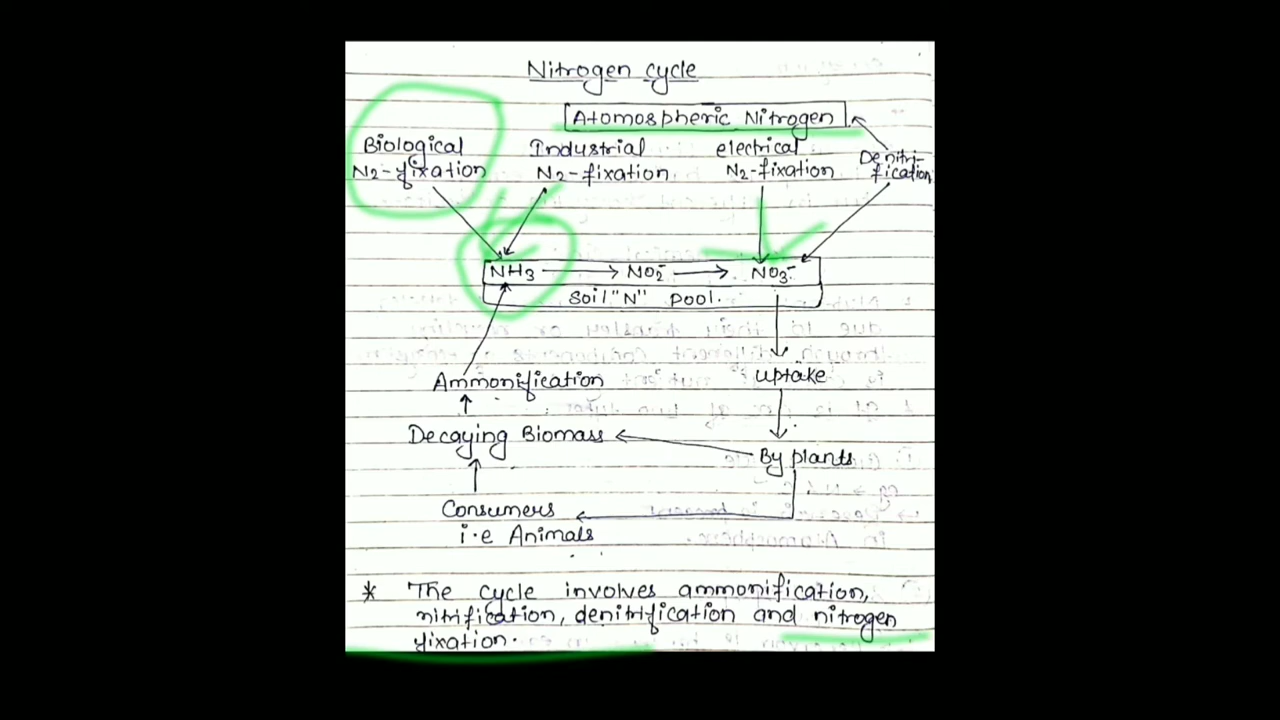 Nitrogen cycle
Atomospheric Nitrogen
Biological
N2-fixation
Industrial
N2-fixation
electrical
N2-fixation
Denitri-
fication
NH3 → NO2⁻ → NO3⁻
Soil "N" pool.
Ammonification
uptake
Decaying Biomass
By plants
Consumers
i.e Animals
* The cycle involves ammonification,
nitrification, denitrification and nitrogen
fixation.